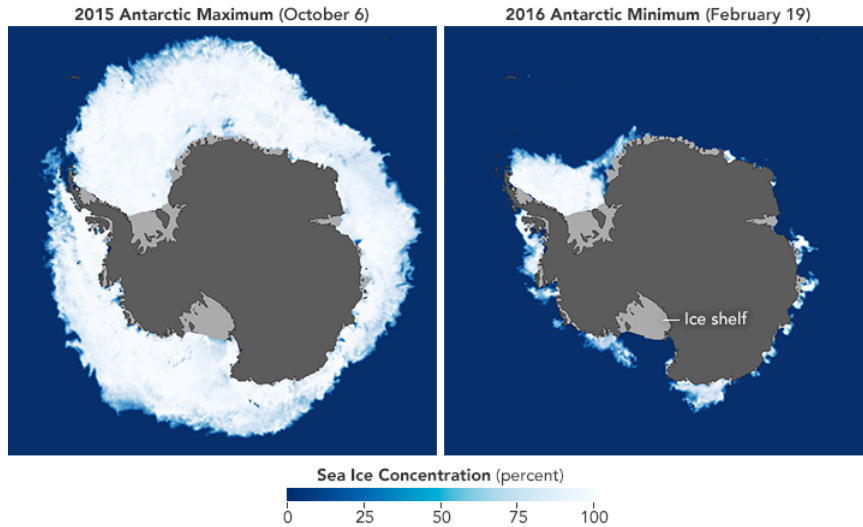 2015 Antarctic Maximum (October 6)
2016 Antarctic Minimum (February 19)
Ice shelf
Sea Ice Concentration (percent)
0 25 50 75 100